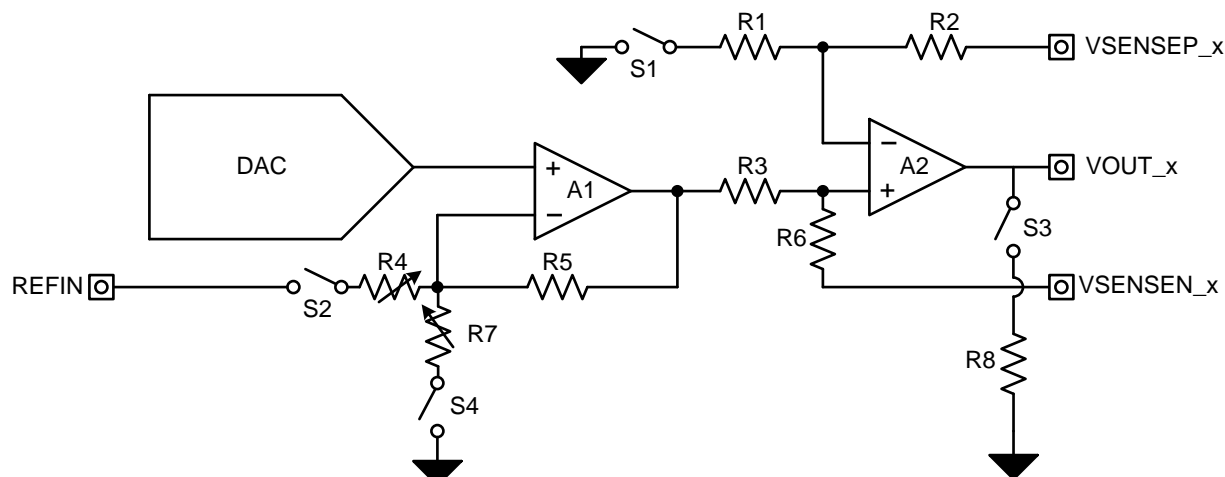 R1
R2
S1
VSENSEP_x
DAC
A1
+
−
R3
A2
−
+
VOUT_x
S3
R6
REFIN
S2
R4
R5
VSENSEN_x
R7
R8
S4